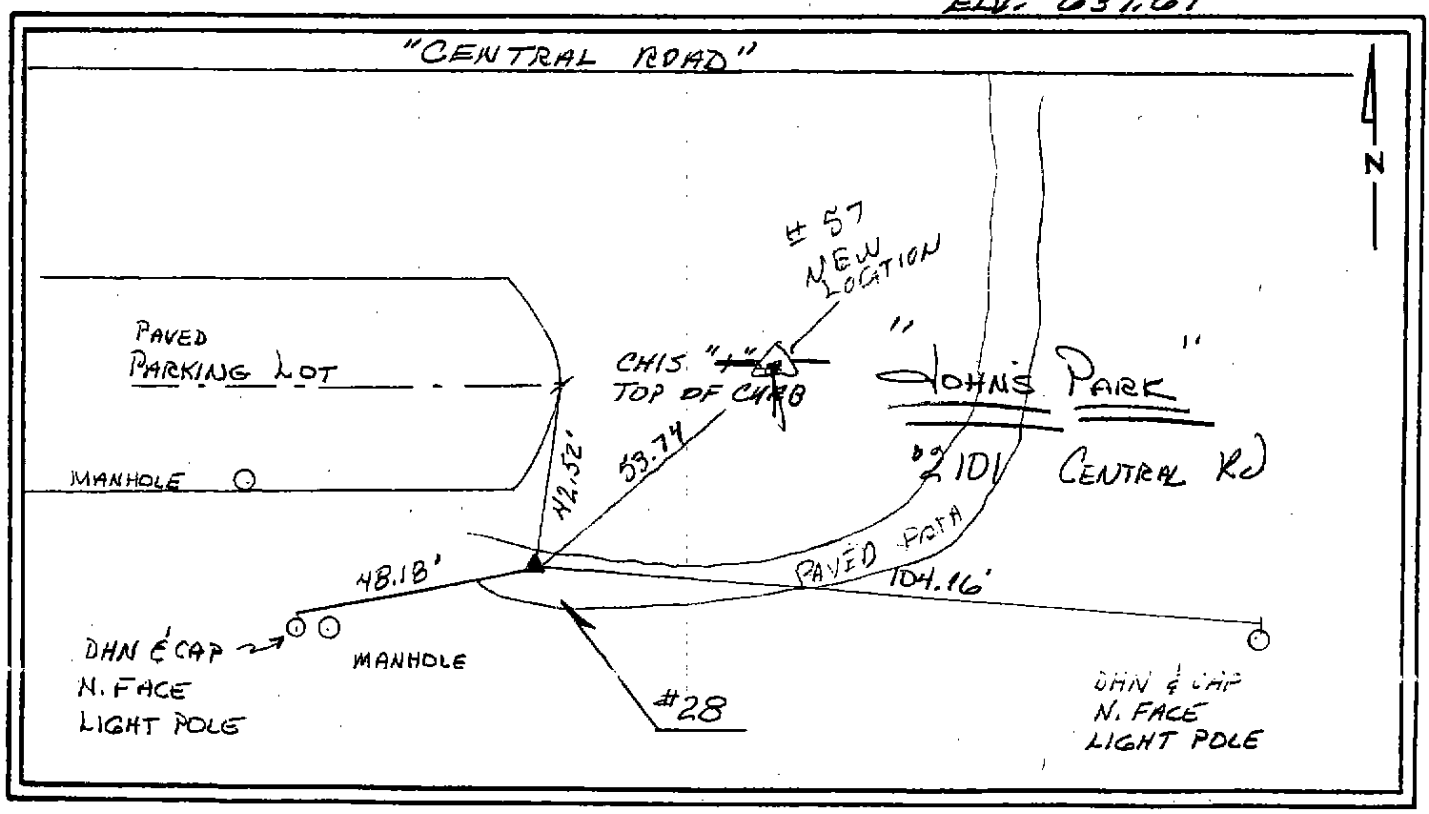 "CENTRAL ROAD"
N
# 57
NEW
LOCATION
PAVED
PARKING LOT
CHIS. "+"
TOP OF CURB
"JOHN'S PARK"
2101 CENTRAL Rd
MANHOLE
42.52'
53.74
PAVED PATH
48.18'
104.16'
DHN & CAP
N. FACE
LIGHT POLE
MANHOLE
#28
DHN & CAP
N. FACE
LIGHT POLE